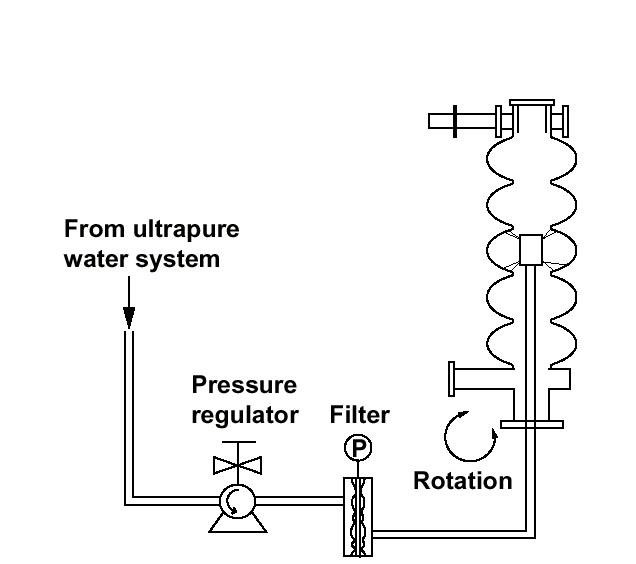 From ultrapure
water system
Pressure
regulator
Filter
P
Rotation